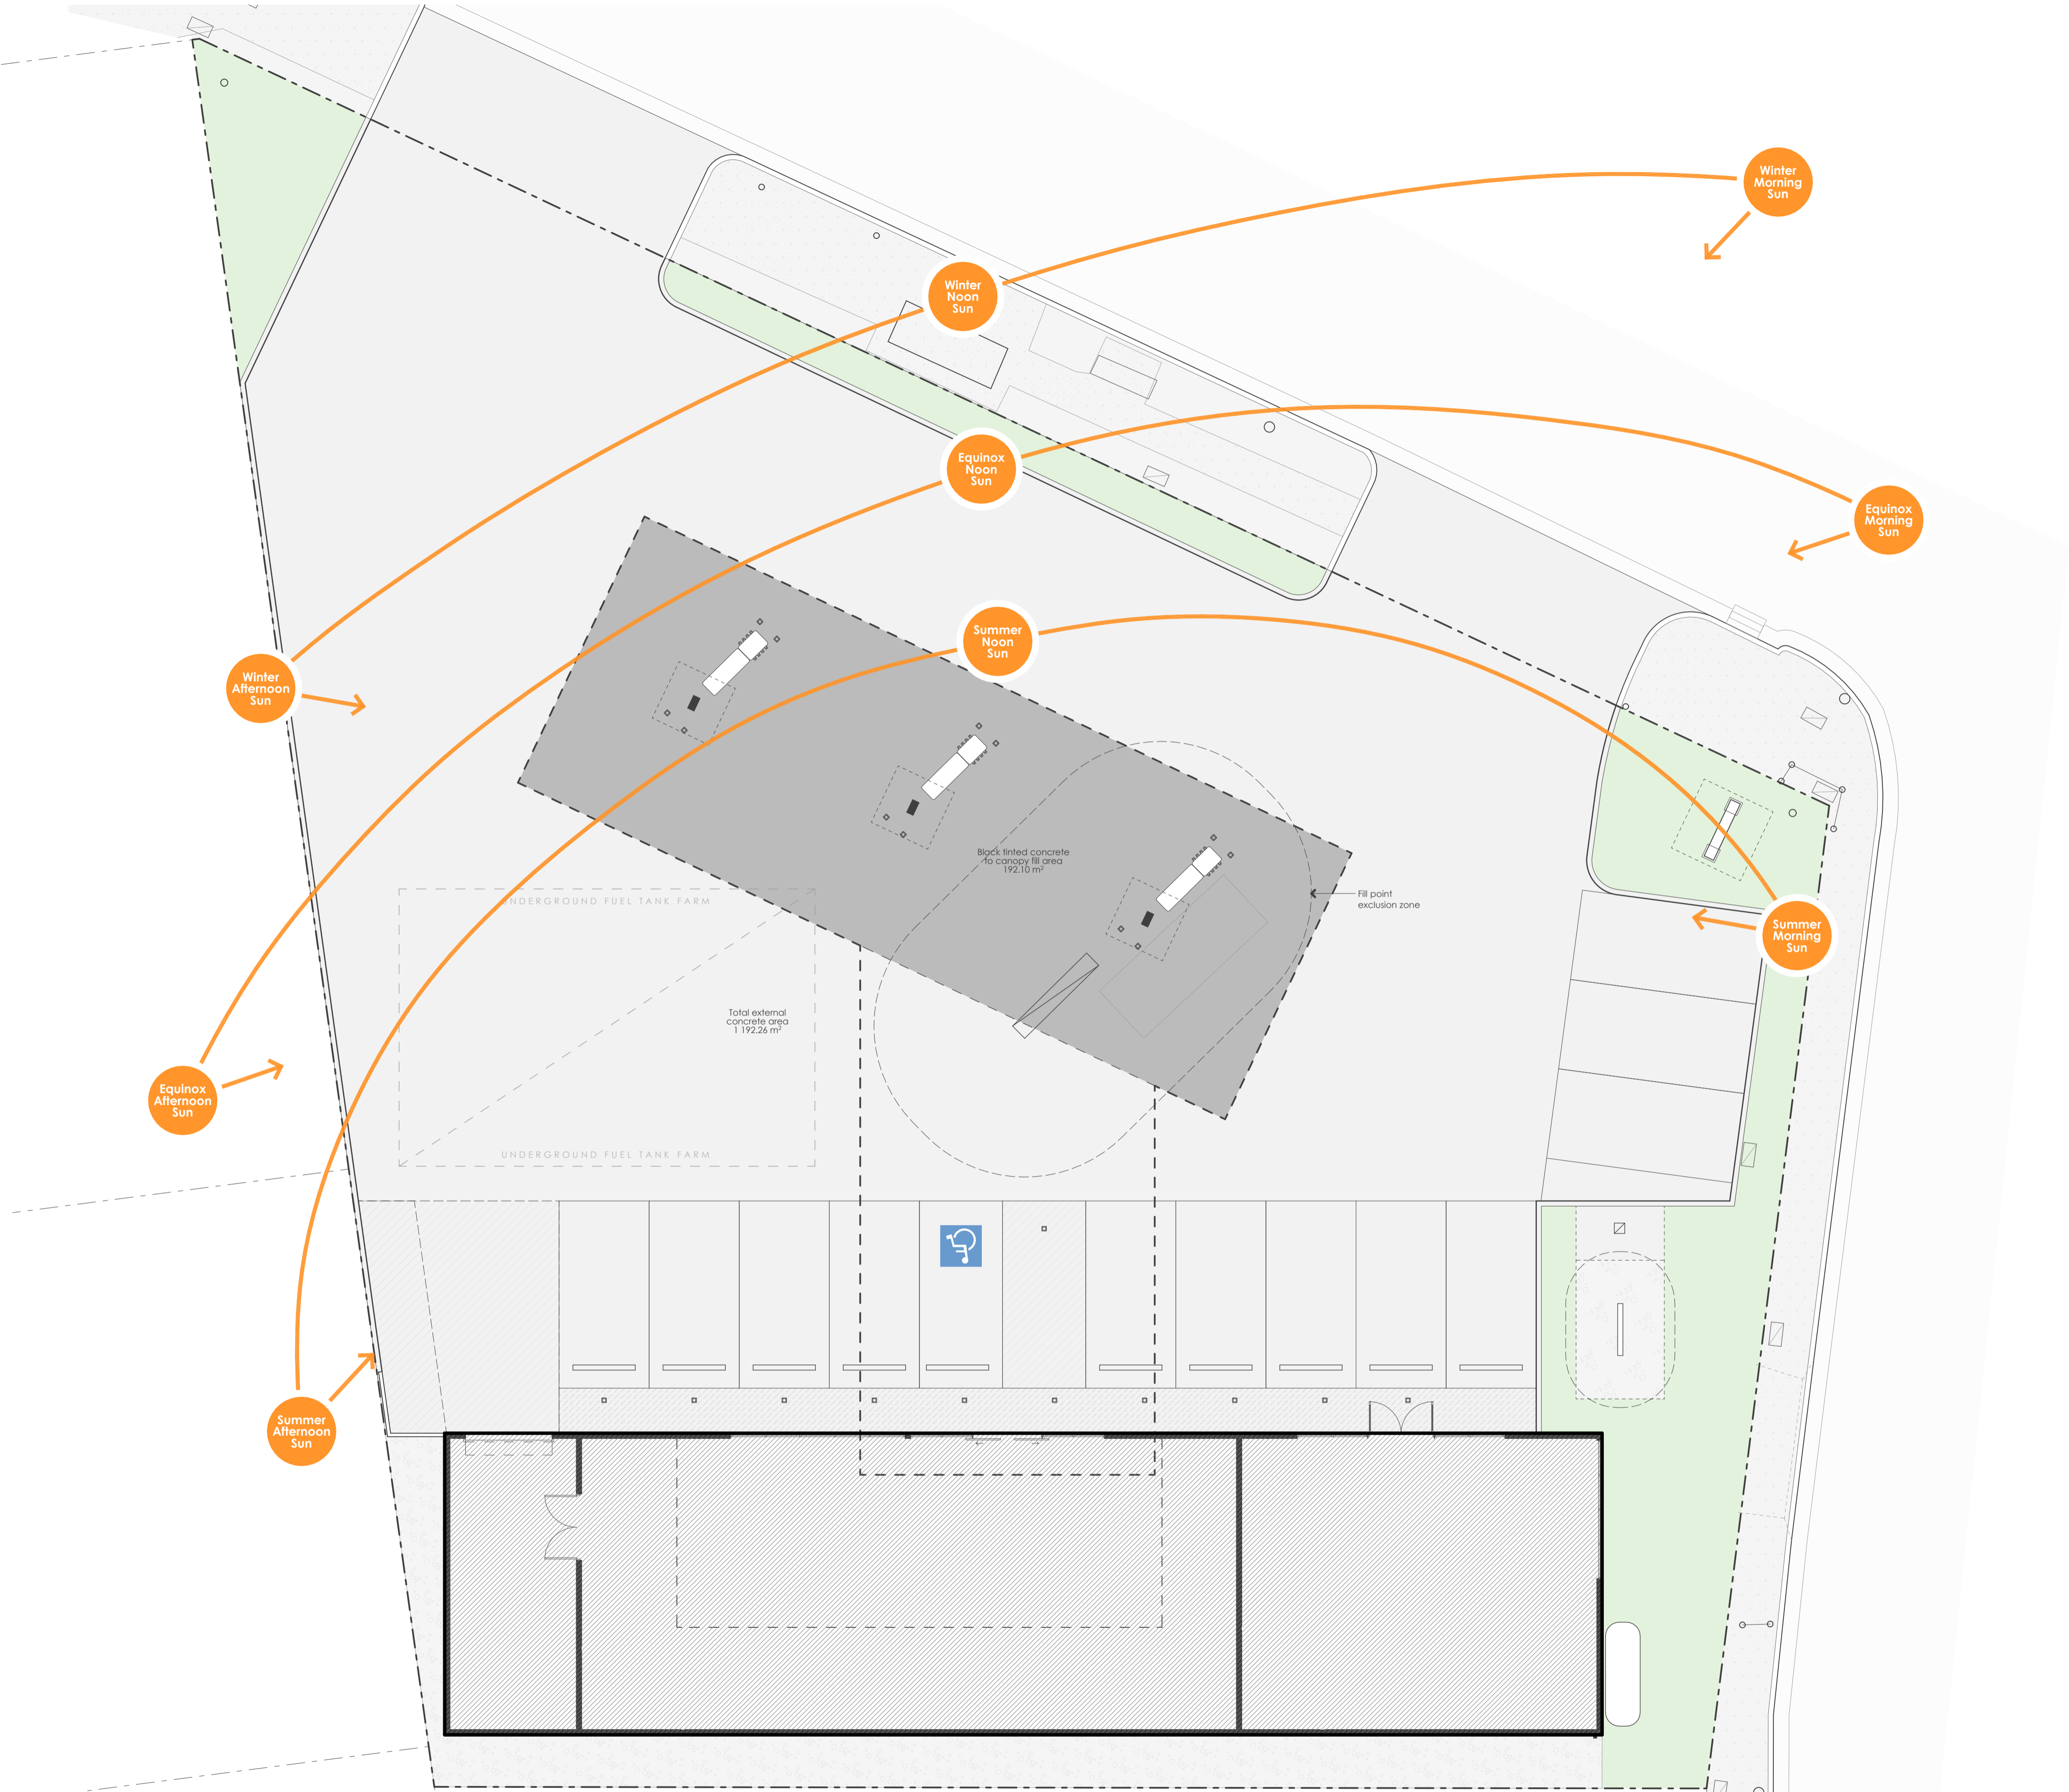 Winter
Morning
Sun
Winter
Noon
Sun
Equinox
Noon
Sun
Equinox
Morning
Sun
Summer
Noon
Sun
Winter
Afternoon
Sun
Black tinted concrete
to canopy fill area
192.10 m²
Fill point
exclusion zone
UNDERGROUND FUEL TANK FARM
Summer
Morning
Sun
Total external
concrete area
1 192.26 m²
Equinox
Afternoon
Sun
UNDERGROUND FUEL TANK FARM
Summer
Afternoon
Sun